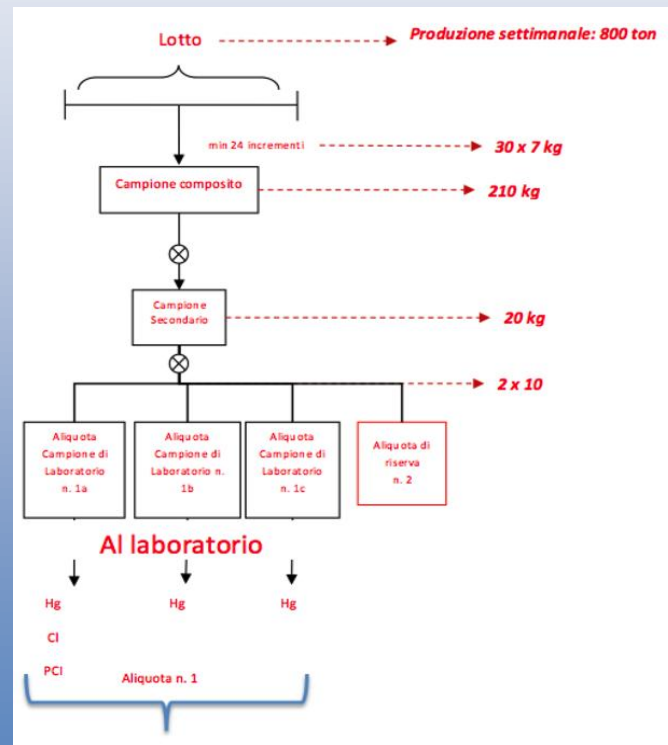 Lotto
Produzione settimanale: 800 ton
min 24 incrementi
30 x 7 kg
Campione composito
210 kg
Campione
Secondario
20 kg
2 x 10
Aliquota
Campione di
Laboratorio
n. 1a
Aliquota
Campione di
Laboratorio n.
1b
Aliquota
Campione di
Laboratorio
n. 1c
Aliquota di
riserva
n. 2
Al laboratorio
Hg
Hg
Hg
Cl
PCI
Aliquota n. 1